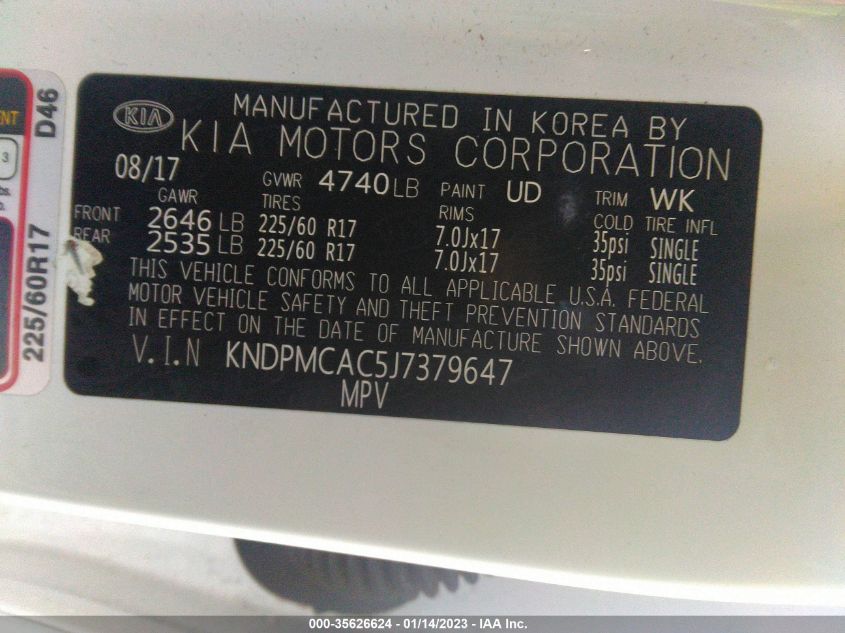 KIA
MANUFACTURED IN KOREA BY
KIA MOTORS CORPORATION
08/17 GVWR 4740 LB PAINT UD TRIM WK
GAWR TIRES RIMS COLD TIRE INFL
FRONT 2646 LB 225/60 R17 7.0Jx17 35psi SINGLE
REAR 2535 LB 225/60 R17 7.0Jx17 35psi SINGLE
THIS VEHICLE CONFORMS TO ALL APPLICABLE U.S.A. FEDERAL
MOTOR VEHICLE SAFETY AND THEFT PREVENTION STANDARDS
IN EFFECT ON THE DATE OF MANUFACTURE SHOWN ABOVE.
V.I.N KNDPMCAC5J7379647
MPV
225/60R17 D46
3
000-35626624 - 01/14/2023 - IAA Inc.